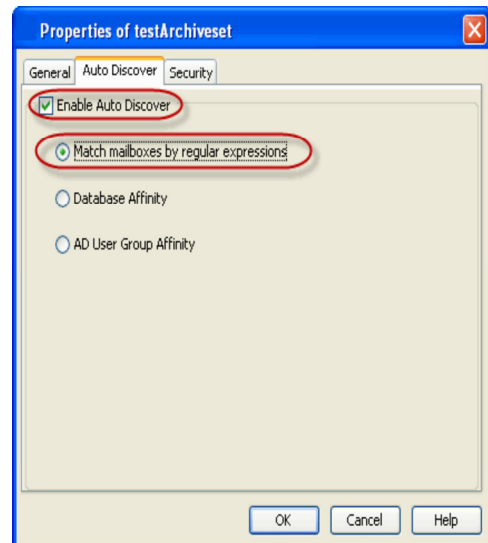 Properties of testArchiveset
General Auto Discover Security
Enable Auto Discover
Match mailboxes by regular expressions
Database Affinity
AD User Group Affinity
OK Cancel Help